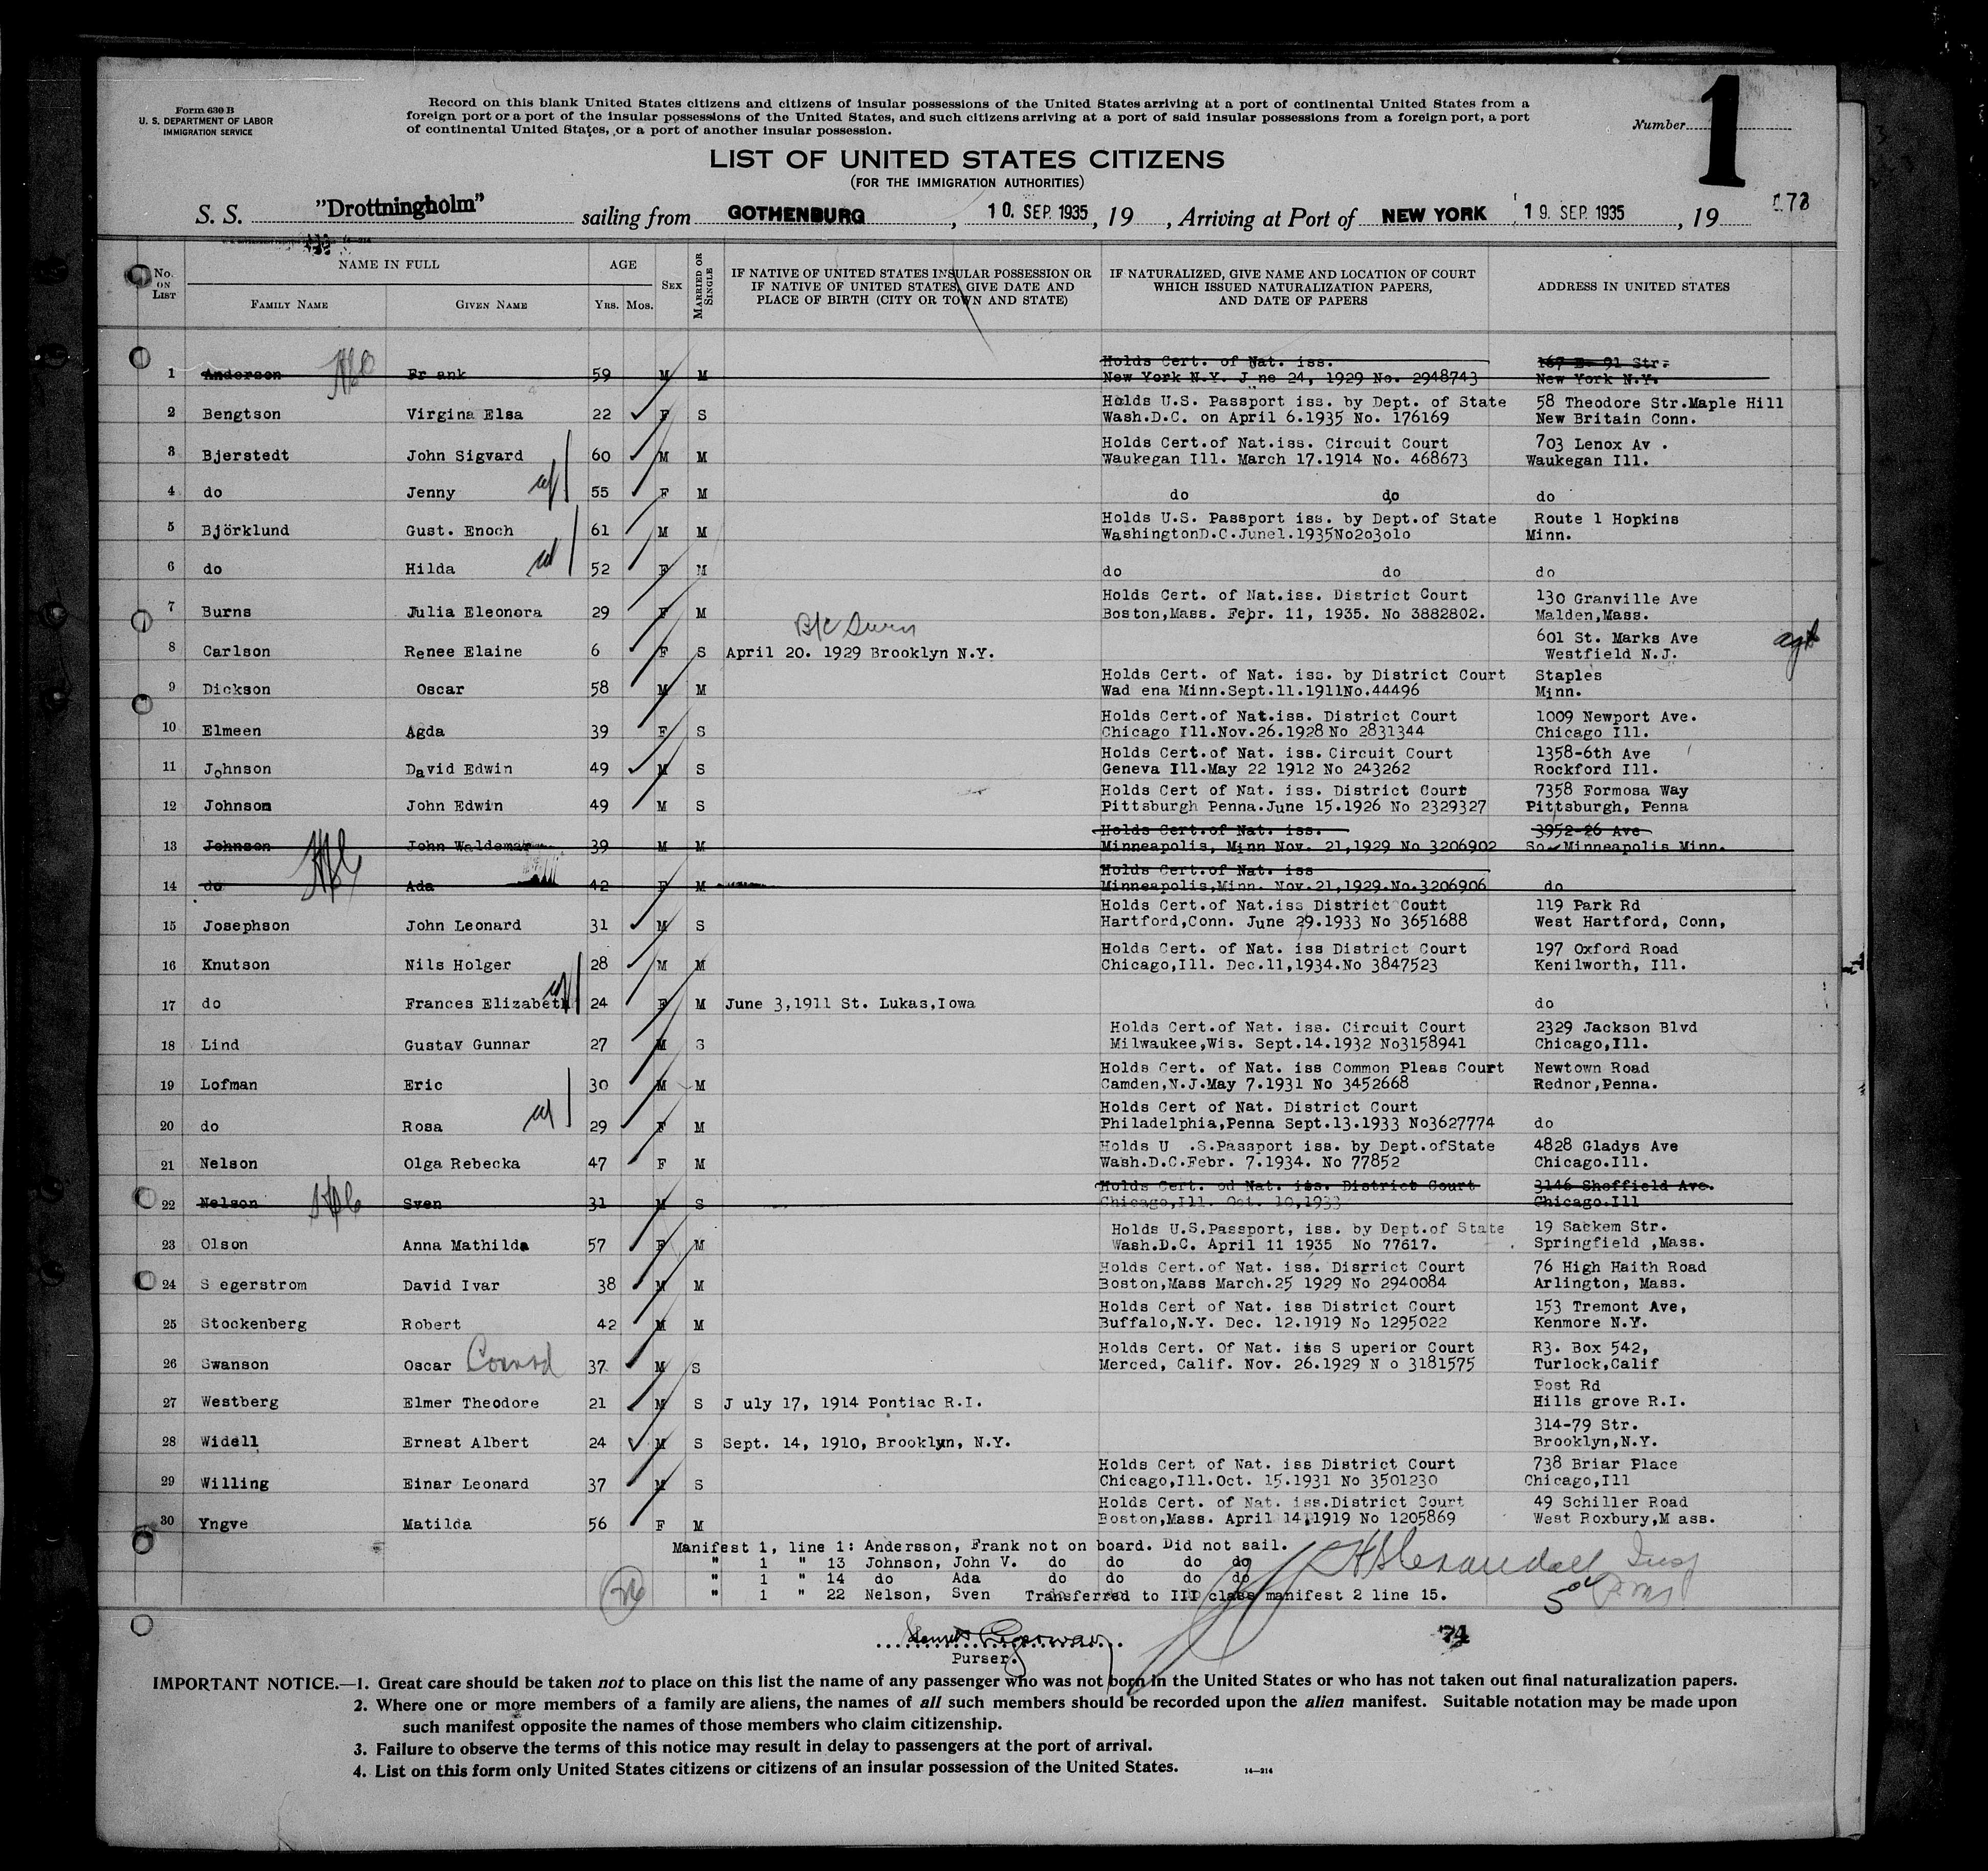 Form 630 B
U. S. DEPARTMENT OF LABOR
IMMIGRATION SERVICE
Record on this blank United States citizens and citizens of insular possessions of the United States arriving at a port of continental United States from a
foreign port or a port of the insular possessions of the United States, and such citizens arriving at a port of said insular possessions from a foreign port, a port
of continental United States, or a port of another insular possession.
Number 1
LIST OF UNITED STATES CITIZENS
(FOR THE IMMIGRATION AUTHORITIES)
S. S. "Drottningholm" sailing from GOTHENBURG, 10. SEP. 1935, 19 , Arriving at Port of NEW YORK 19. SEP. 1935, 19
No. ON LIST NAME IN FULL AGE SEX MARRIED OR SINGLE IF NATIVE OF UNITED STATES INSULAR POSSESSION OR IF NATIVE OF UNITED STATES, GIVE DATE AND PLACE OF BIRTH (CITY OR TOWN AND STATE) IF NATURALIZED, GIVE NAME AND LOCATION OF COURT WHICH ISSUED NATURALIZATION PAPERS, AND DATE OF PAPERS ADDRESS IN UNITED STATES
FAMILY NAME GIVEN NAME YRS. MOS.
Holds Cert. of Nat. iss. 167 E- 91 Str.
1 Anderson Fr ank 59 M M New York N.Y. J ne 24, 1929 No. 2948743 New York N.Y.
Holds U.S. Passport iss. by Dept. of State 58 Theodore Str.Maple Hill
2 Bengtson Virgina Elsa 22 F S Wash.D.C. on April 6.1935 No. 176169 New Britain Conn.
Holds Cert.of Nat.iss. Circuit Court 703 Lenox Av .
3 Bjerstedt John Sigvard 60 M M Waukegan Ill. March 17.1914 No. 468673 Waukegan Ill.
4 do Jenny 55 F M do do do
Holds U.S. Passport iss. by Dept.of State Route 1 Hopkins
5 Björklund Gust. Enoch 61 M M WashingtonD.C.June1.1935No203010 Minn.
6 do Hilda 52 F M do do do
Holds Cert. of Nat.iss. District Court 130 Granville Ave
7 Burns Julia Eleonora 29 F M Boston,Mass. Febr. 11, 1935. No 3882802. Malden,Mass.
601 St. Marks Ave agt
8 Carlson Renee Elaine 6 F S April 20. 1929 Brooklyn N.Y. Westfield N.J.
Holds Cert. of Nat. iss. by District Court Staples
9 Dickson Oscar 58 M M Wad ena Minn.Sept.11.1911No.44496 Minn.
Holds Cert.of Nat.iss. District Court 1009 Newport Ave.
10 Elmeen Agda 39 F S Chicago Ill.Nov.26.1928 No 2831344 Chicago Ill.
Holds Cert.of Nat. iss. Circuit Court 1358-6th Ave
11 Johnson David Edwin 49 M S Geneva Ill.May 22 1912 No 243262 Rockford Ill.
Holds Cert of Nat. iss. District Court 7358 Formosa Way
12 Johnson John Edwin 49 M S Pittsburgh Penna.June 15.1926 No 2329327 Pittsburgh, Penna
Holds Cert.of Nat. iss. 3952-26 Ave
13 Johnson John Waldemar 39 M M Minneapolis, Minn Nov. 21,1929 No 3206902 So. Minneapolis Minn.
Holds Cert.of Nat. iss
14 do Ada 42 F M Minneapolis,Minn. Nov.21,1929.No.3206906 do
Holds Cert.of Nat.iss District Court 119 Park Rd
15 Josephson John Leonard 31 M S Hartford,Conn. June 29.1933 No 3651688 West Hartford, Conn,
Holds Cert. of Nat. iss District Court 197 Oxford Road
16 Knutson Nils Holger 28 M M Chicago,Ill. Dec.11,1934.No 3847523 Kenilworth, Ill.
17 do Frances Elizabeth 24 F M June 3,1911 St. Lukas,Iowa do
Holds Cert.of Nat. iss. Circuit Court 2329 Jackson Blvd
18 Lind Gustav Gunnar 27 M S Milwaukee,Wis. Sept.14.1932 No3158941 Chicago,Ill.
Holds Cert. of Nat. iss Common Pleas Court Newtown Road
19 Lofman Eric 30 M M Camden,N.J.May 7.1931 No 3452668 Rednor,Penna.
Holds Cert of Nat. District Court
20 do Rosa 29 F M Philadelphia,Penna Sept.13.1933 No3627774 do
Holds U .S.Passport iss. by Dept.ofState 4828 Gladys Ave
21 Nelson Olga Rebecka 47 F M Wash.D.C.Febr. 7.1934. No 77852 Chicago.Ill.
Holds Cert. od Nat. iss. District Court 3146 Sheffield Ave.
22 Nelson Sven 31 M S Chicago,Ill. Oct. 10,1933 Chicago.Ill
Holds U.S.Passport, iss. by Dept.of State 19 Sackem Str.
23 Olson Anna Mathilda 57 F M Wash.D.C. April 11 1935 No 77617. Springfield ,Mass.
Holds Cert.of Nat. iss. Disrrict Court 76 High Haith Road
24 S egerstrom David Ivar 38 M M Boston,Mass March.25 1929 No 2940084 Arlington, Mass.
Holds Cert of Nat. iss District Court 153 Tremont Ave,
25 Stockenberg Robert 42 M M Buffalo,N.Y. Dec. 12.1919 No 1295022 Kenmore N.Y.
Holds Cert. Of Nat. iss S uperior Court R3. Box 542,
26 Swanson Oscar Conrad 37 M S Merced, Calif. Nov. 26.1929 N o 3181575 Turlock,Calif
Post Rd
27 Westberg Elmer Theodore 21 M S J uly 17, 1914 Pontiac R.I. Hills grove R.I.
314-79 Str.
28 Widell Ernest Albert 24 M S Sept. 14, 1910, Brooklyn, N.Y. Brooklyn,N.Y.
Holds Cert of Nat. iss District Court 738 Briar Place
29 Willing Einar Leonard 37 M S Chicago,Ill.Oct. 15.1931 No 3501230 Chicago,Ill
Holds Cert. of Nat. iss.District Court 49 Schiller Road
30 Yngve Matilda 56 F M Boston,Mass. April 14,1919 No 1205869 West Roxbury,M ass.
Manifest 1, line 1: Andersson, Frank not on board. Did not sail.
" 1 " 13 Johnson, John V. do do do do
" 1 " 14 do Ada do do do do
" 1 " 22 Nelson, Sven Transferred to III class manifest 2 line 15.
26
74
Purser.
IMPORTANT NOTICE.—1. Great care should be taken not to place on this list the name of any passenger who was not born in the United States or who has not taken out final naturalization papers.
2. Where one or more members of a family are aliens, the names of all such members should be recorded upon the alien manifest. Suitable notation may be made upon
such manifest opposite the names of those members who claim citizenship.
3. Failure to observe the terms of this notice may result in delay to passengers at the port of arrival.
4. List on this form only United States citizens or citizens of an insular possession of the United States.
14—214